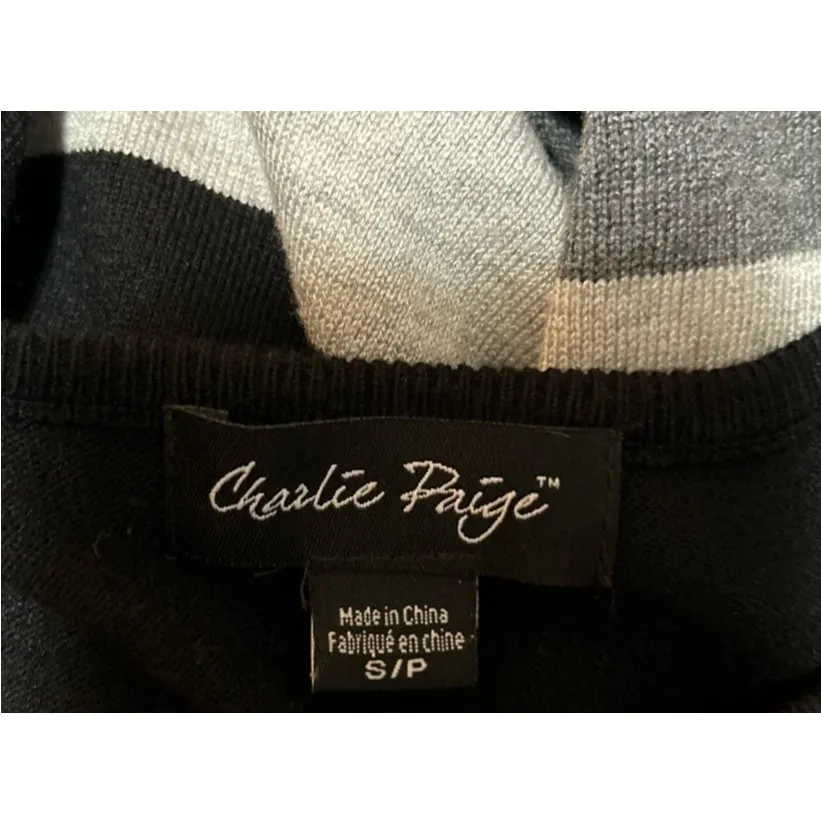 Charlie Paige™
Made in China
Fabriqué en chine
S/P